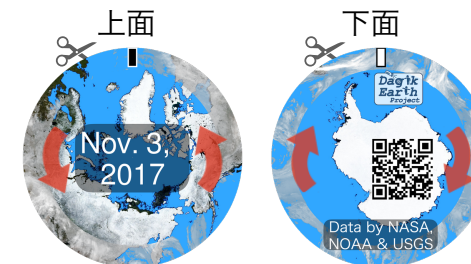 上面
下面
Nov. 3,
2017
Dagik
Earth
Project
Data by NASA,
NOAA & USGS